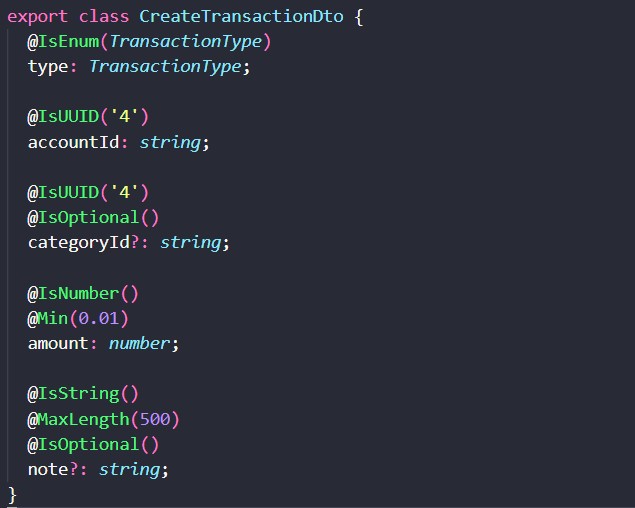 export class CreateTransactionDto {
  @IsEnum(TransactionType)
  type: TransactionType;

  @IsUUID('4')
  accountId: string;

  @IsUUID('4')
  @IsOptional()
  categoryId?: string;

  @IsNumber()
  @Min(0.01)
  amount: number;

  @IsString()
  @MaxLength(500)
  @IsOptional()
  note?: string;
}